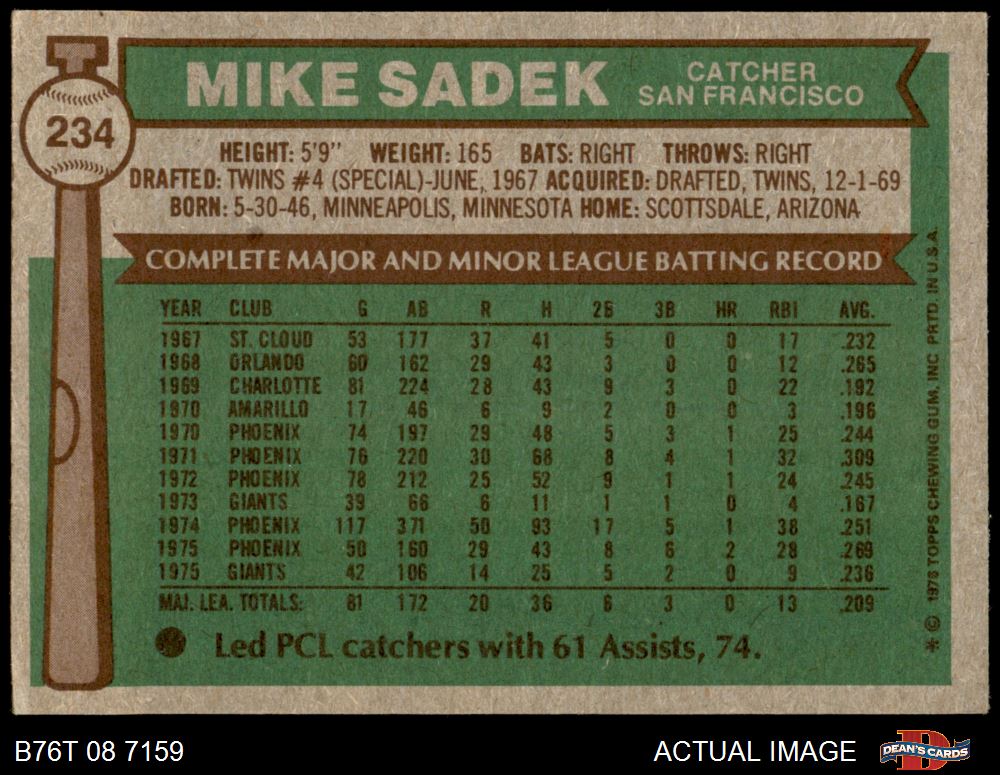 MIKE SADEK
CATCHER
SAN FRANCISCO
234
HEIGHT: 5'9" WEIGHT: 165 BATS: RIGHT THROWS: RIGHT
DRAFTED: TWINS #4 (SPECIAL)-JUNE, 1967 ACQUIRED: DRAFTED, TWINS, 12-1-69
BORN: 5-30-46, MINNEAPOLIS, MINNESOTA HOME: SCOTTSDALE, ARIZONA
COMPLETE MAJOR AND MINOR LEAGUE BATTING RECORD
YEAR CLUB G AB R H 2B 3B HR RBI AVG.
1967 ST. CLOUD 53 177 37 41 5 0 0 17 .232
1968 ORLANDO 60 162 29 43 3 0 0 12 .265
1969 CHARLOTTE 81 224 28 43 9 3 0 22 .192
1970 AMARILLO 17 46 6 9 2 0 0 3 .196
1970 PHOENIX 74 197 29 48 5 3 1 25 .244
1971 PHOENIX 76 220 30 68 8 4 1 32 .309
1972 PHOENIX 78 212 25 52 9 1 1 24 .245
1973 GIANTS 39 66 6 11 1 1 0 4 .167
1974 PHOENIX 117 371 50 93 17 5 1 38 .251
1975 PHOENIX 50 160 29 43 8 6 2 28 .269
1975 GIANTS 42 106 14 25 5 2 0 9 .236
MAJ. LEA. TOTALS: 81 172 20 36 6 3 0 13 .209
Led PCL catchers with 61 Assists, 74.
* © 1976 TOPPS CHEWING GUM, INC PRTD. IN U.S.A.
B76T 08 7159
ACTUAL IMAGE
DEAN'S CARDS